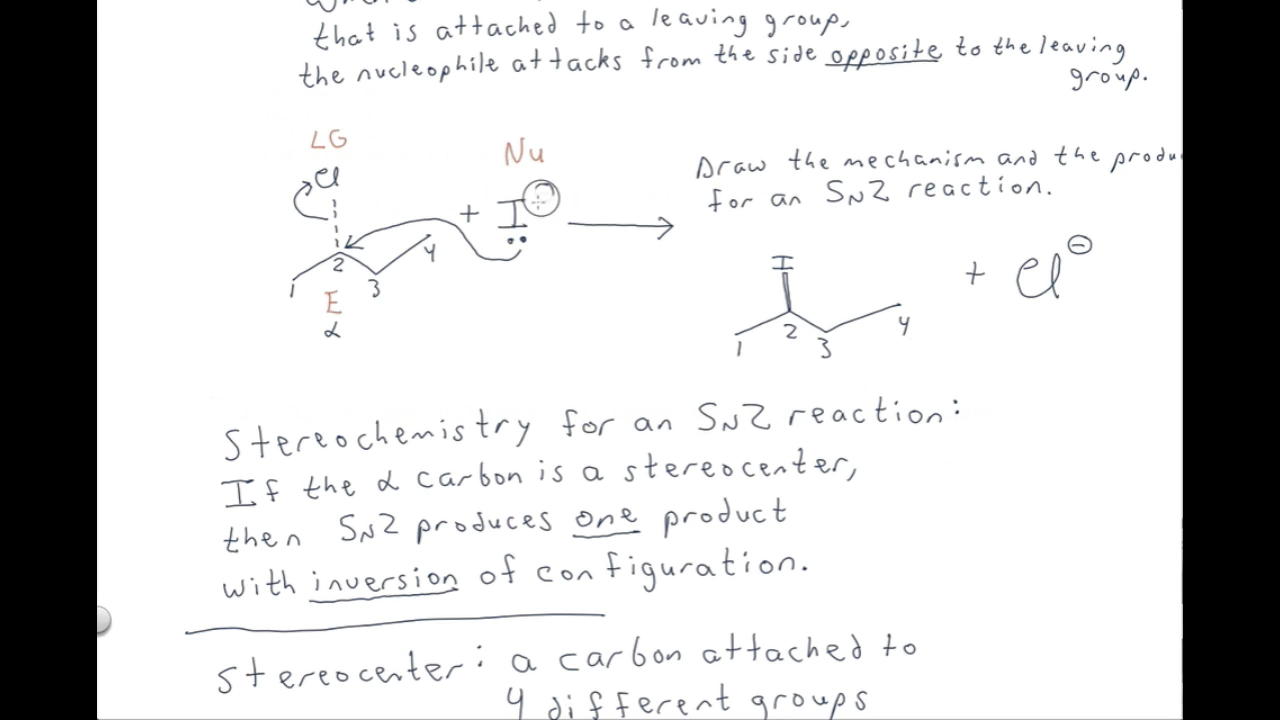 that is attached to a leaving group,
the nucleophile attacks from the side opposite to the leaving
group.
LG
Nu
Cl
+ I
Draw the mechanism and the produ
for an SN2 reaction.
1 2 3 4
E
α
I
+ Cl⊖
1 2 3 4
Stereochemistry for an SN2 reaction:
If the α carbon is a stereocenter,
then SN2 produces one product
with inversion of configuration.
stereocenter: a carbon attached to
4 different groups